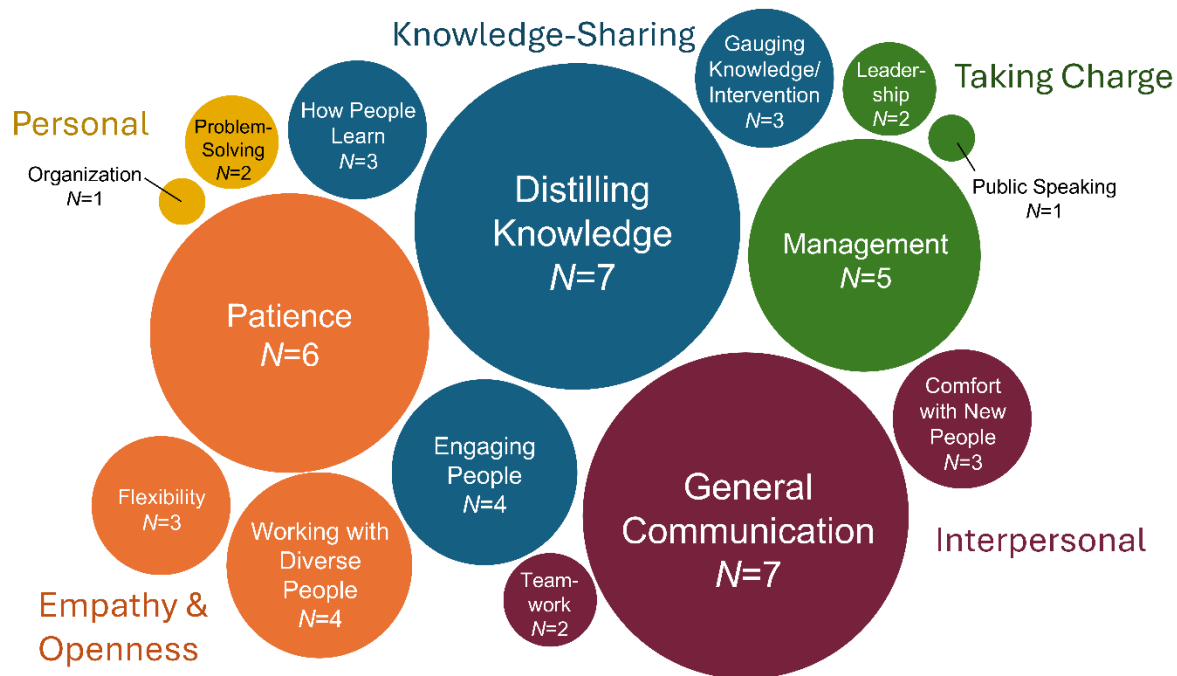 Knowledge-Sharing
Gauging
Knowledge/
Intervention
N=3
Leader-
ship
N=2
Taking Charge
Personal
Problem-
Solving
N=2
How People
Learn
N=3
Organization
N=1
Public Speaking
N=1
Distilling
Knowledge
N=7
Management
N=5
Patience
N=6
Comfort
with New
People
N=3
Engaging
People
N=4
General
Communication
N=7
Flexibility
N=3
Working with
Diverse
People
N=4
Interpersonal
Team-
work
N=2
Empathy &
Openness